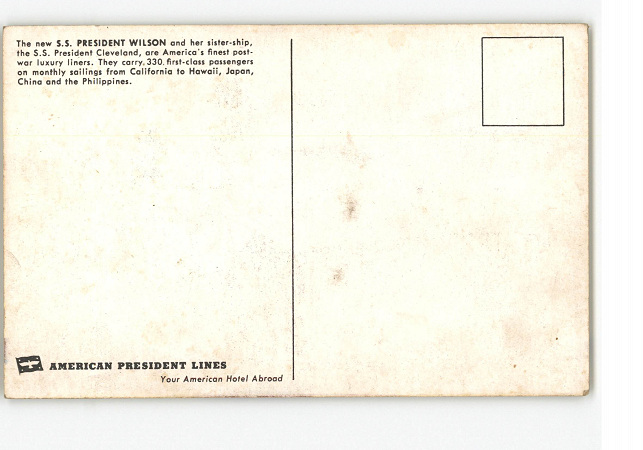 The new S.S. PRESIDENT WILSON and her sister-ship,
the S.S. President Cleveland, are America's finest post-
war luxury liners. They carry 330 first-class passengers
on monthly sailings from California to Hawaii, Japan,
China and the Philippines.
AMERICAN PRESIDENT LINES
Your American Hotel Abroad